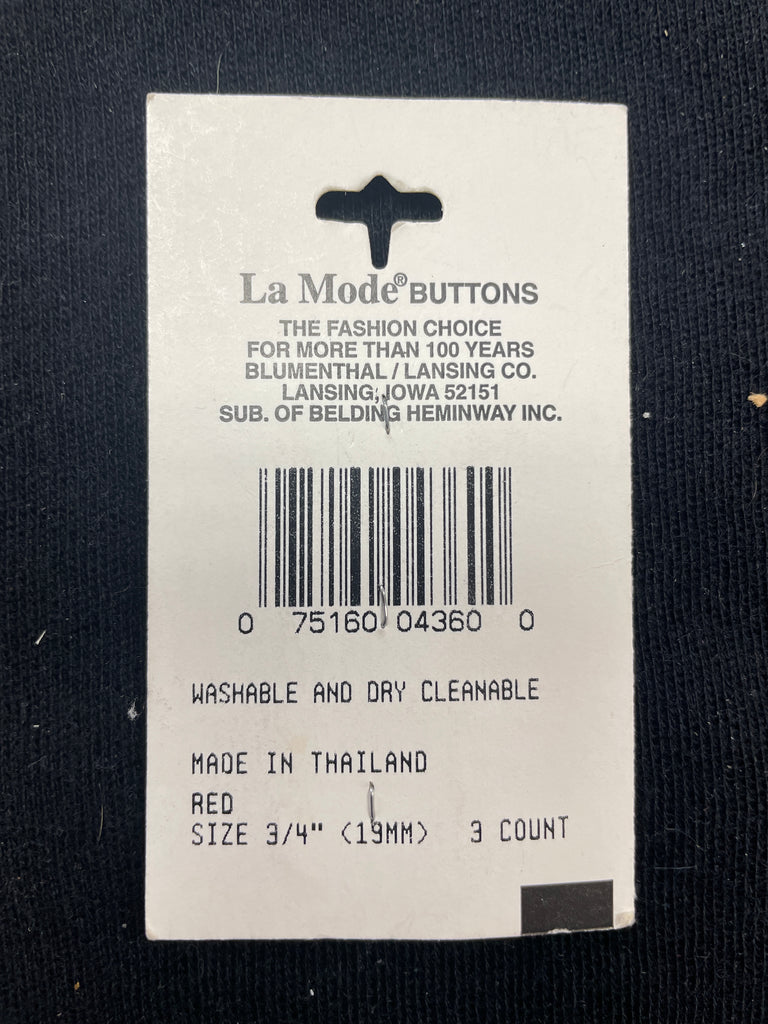 La Mode® BUTTONS
THE FASHION CHOICE
FOR MORE THAN 100 YEARS
BLUMENTHAL / LANSING CO.
LANSING, IOWA 52151
SUB. OF BELDING HEMINWAY INC.
0 75160 04360 0
WASHABLE AND DRY CLEANABLE
MADE IN THAILAND
RED
SIZE 3/4" (19MM) 3 COUNT